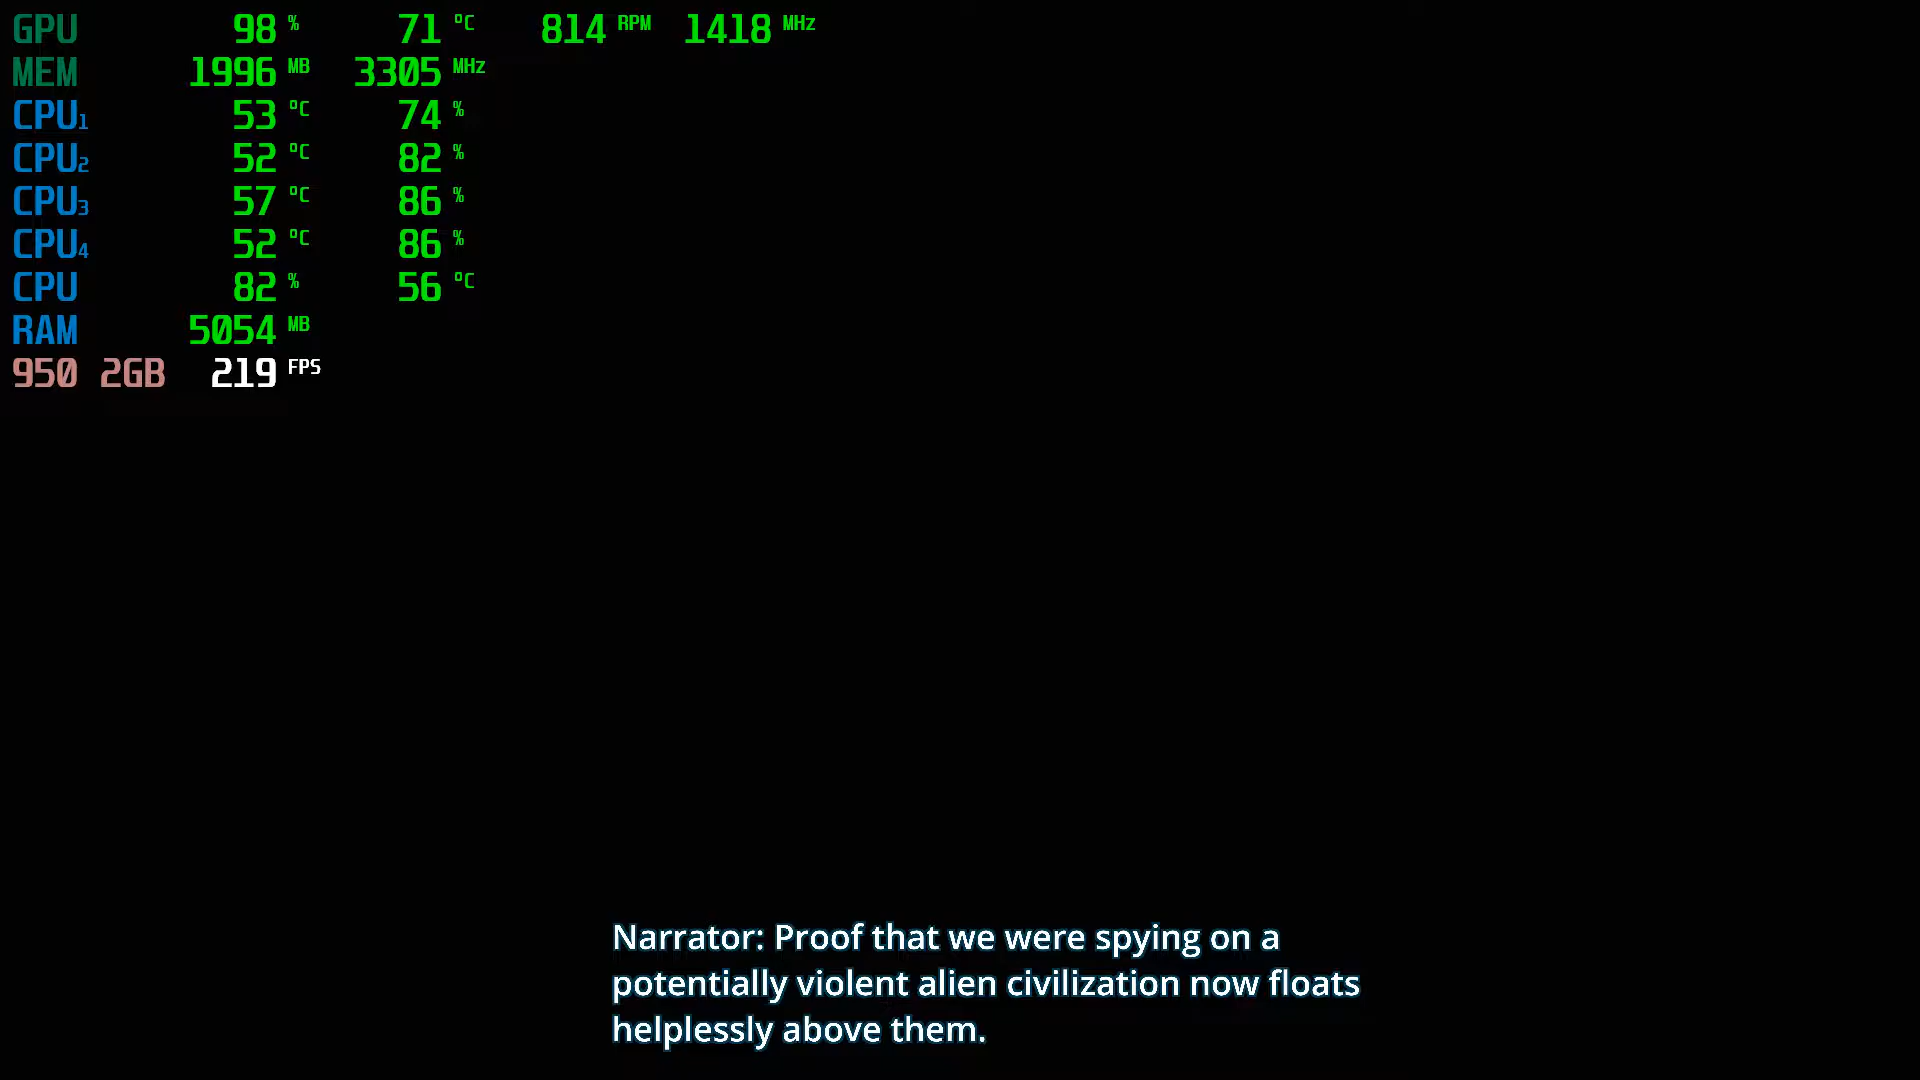 GPU 98 % 71 °C 814 RPM 1418 MHz
MEM 1996 MB 3305 MHz
CPU1 53 °C 74 %
CPU2 52 °C 82 %
CPU3 57 °C 86 %
CPU4 52 °C 86 %
CPU 82 % 56 °C
RAM 5054 MB
950 2GB 219 FPS
Narrator: Proof that we were spying on a
potentially violent alien civilization now floats
helplessly above them.